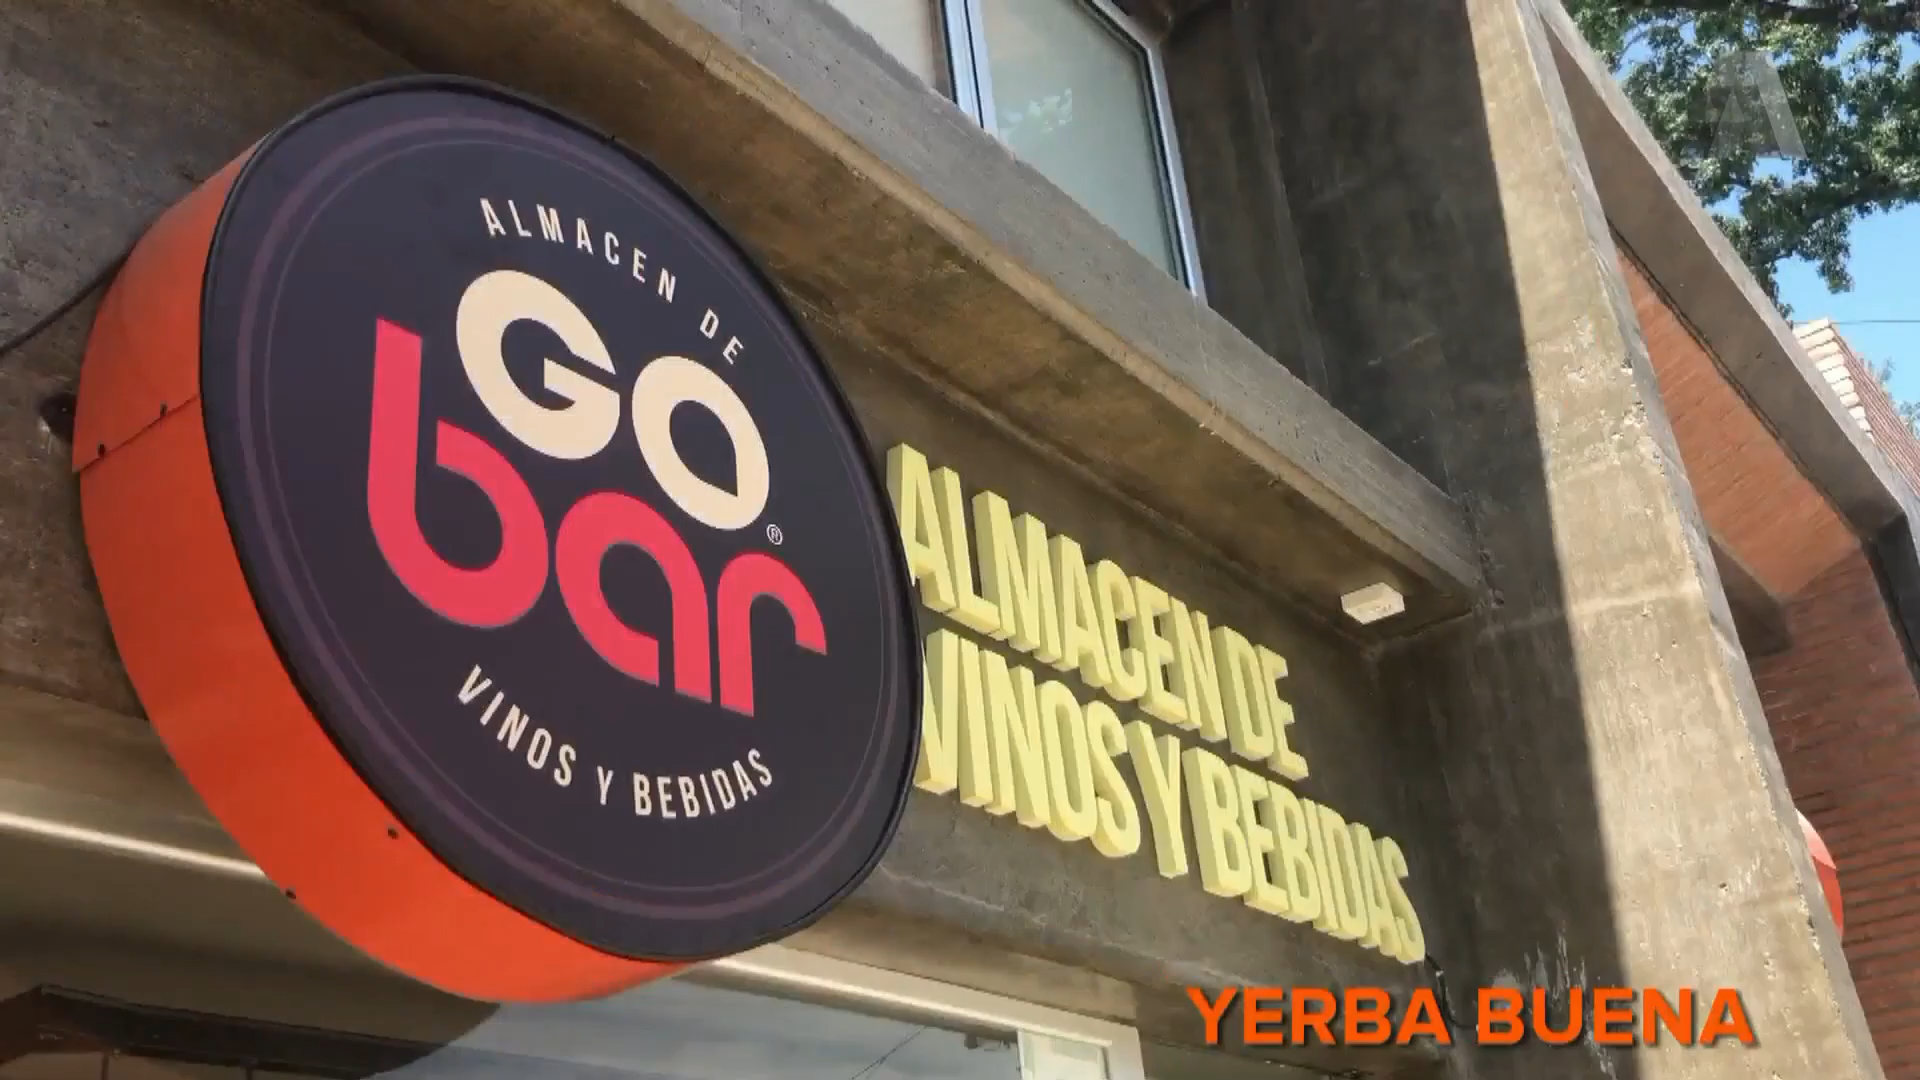 ALMACEN DE
GO
bar®
VINOS Y BEBIDAS
ALMACEN DE
VINOS Y BEBIDAS
YERBA BUENA
A